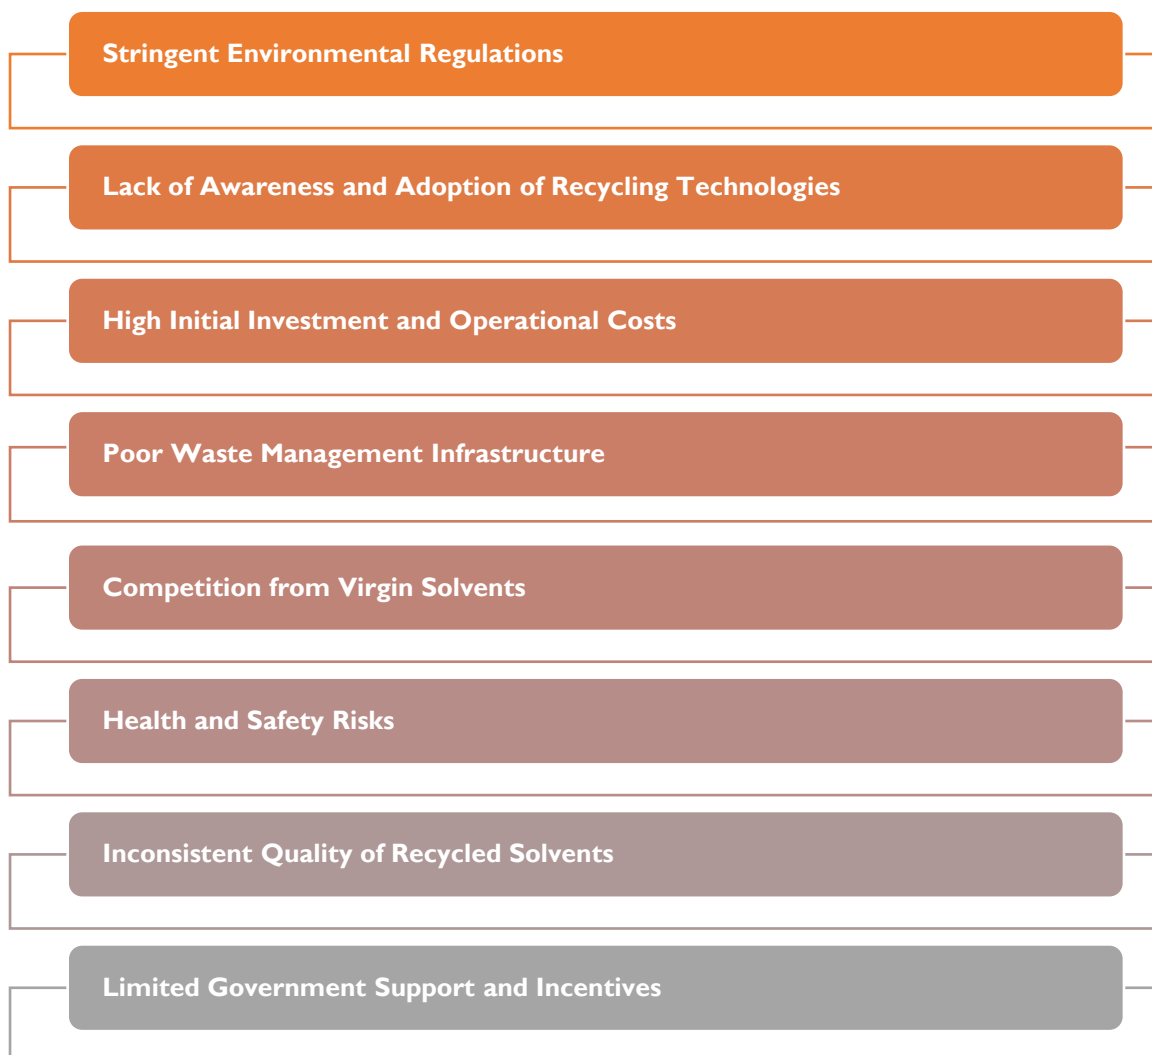 Stringent Environmental Regulations
Lack of Awareness and Adoption of Recycling Technologies
High Initial Investment and Operational Costs
Poor Waste Management Infrastructure
Competition from Virgin Solvents
Health and Safety Risks
Inconsistent Quality of Recycled Solvents
Limited Government Support and Incentives